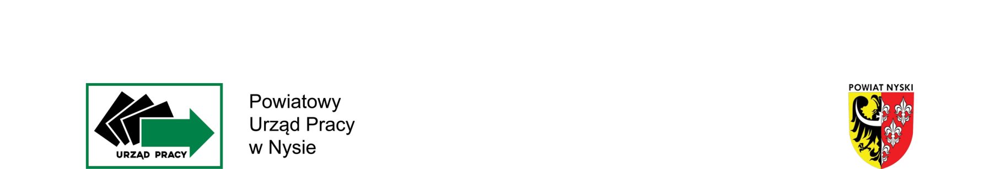 URZĄD PRACY
Powiatowy
Urząd Pracy
w Nysie
POWIAT NYSKI